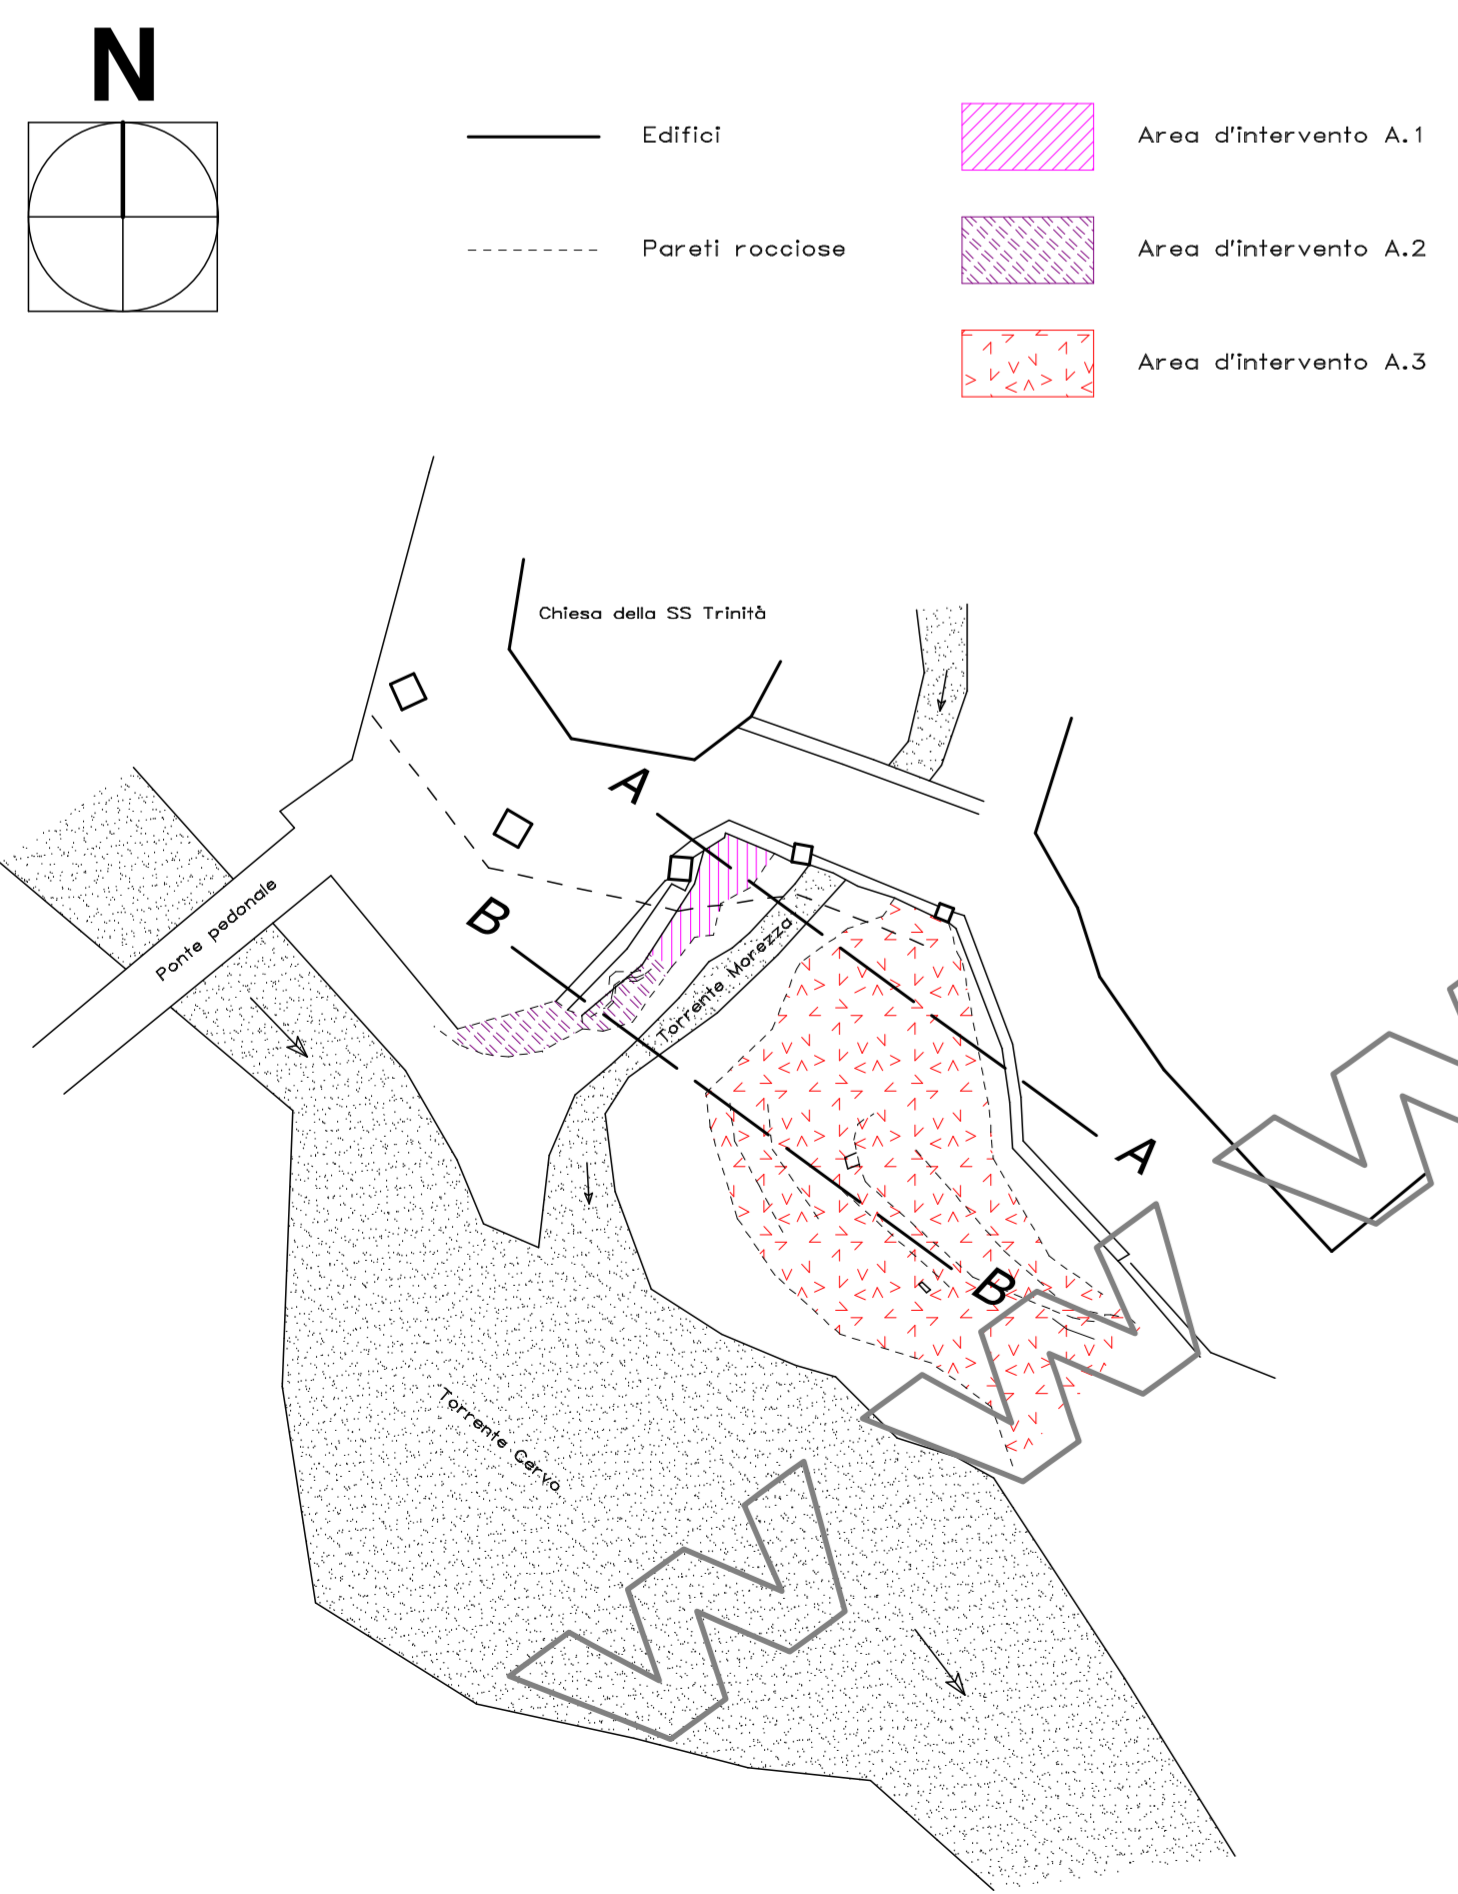 N
Edifici
Area d'intervento A.1
Pareti rocciose
Area d'intervento A.2
Area d'intervento A.3
Chiesa della SS Trinità
A
B
Ponte pedonale
Torrente Morezza
A
B
Torrente Cervo
W
W
W